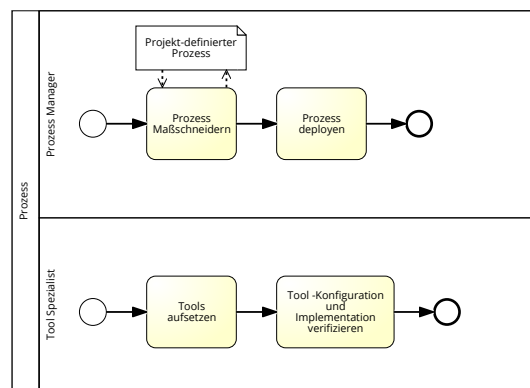 Prozess
Prozess Manager
Projekt-definierter
Prozess
Prozess
Maßschneidern
Prozess
deployen
Tool Spezialist
Tools
aufsetzen
Tool -Konfiguration
und
Implementation
verifizieren